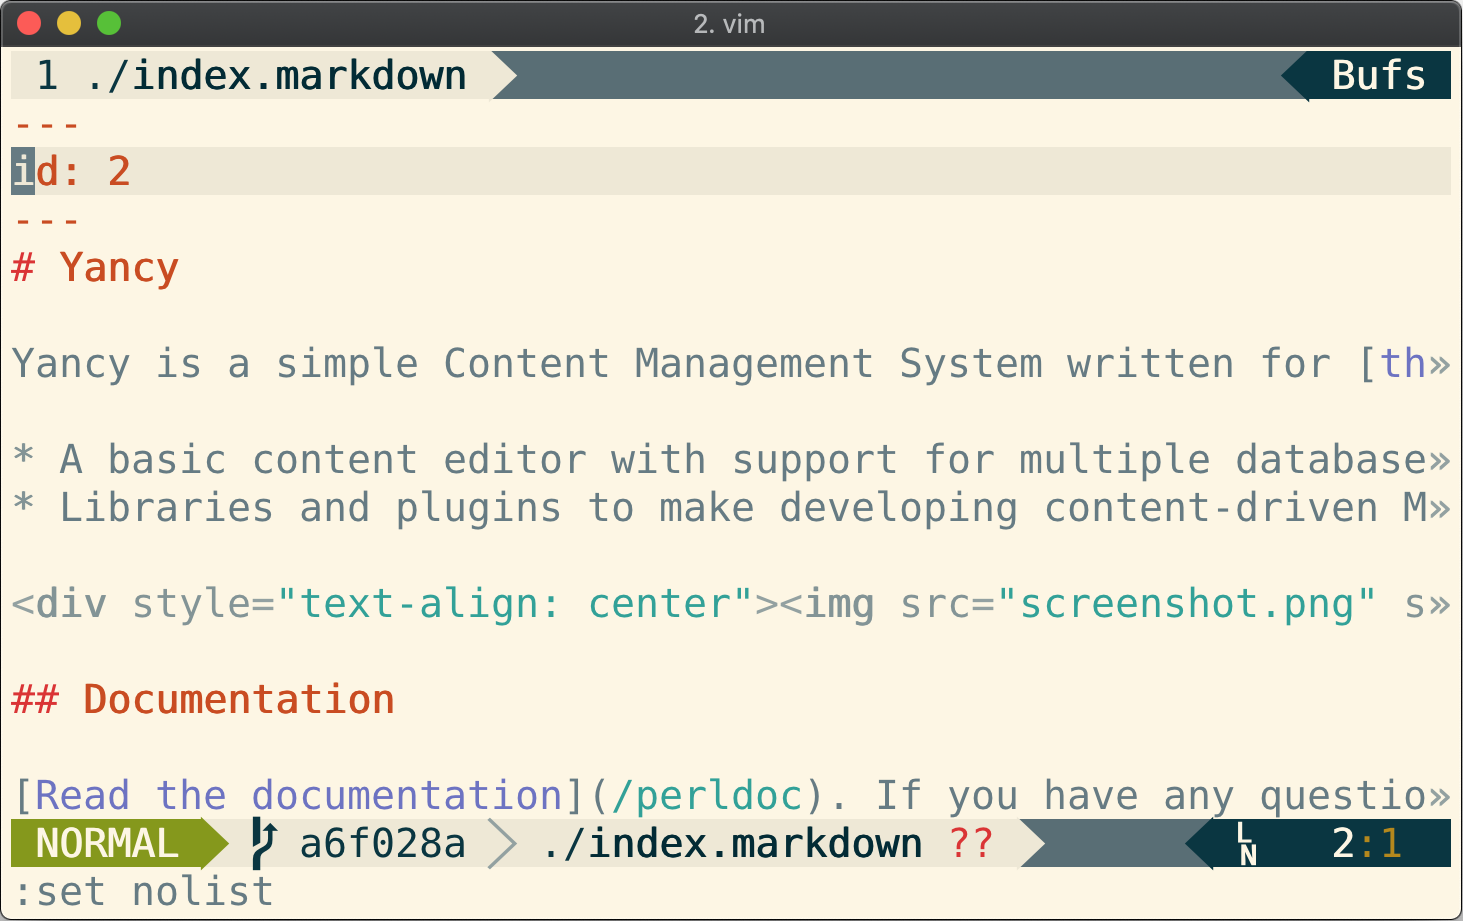 2. vim
1 ./index.markdown Bufs
---
id: 2
---
# Yancy
Yancy is a simple Content Management System written for [th»
* A basic content editor with support for multiple database»
* Libraries and plugins to make developing content-driven M»
<div style="text-align: center"><img src="screenshot.png" s»
## Documentation
[Read the documentation](/perldoc). If you have any questio»
NORMAL a6f028a ./index.markdown ?? LN 2:1
:set nolist